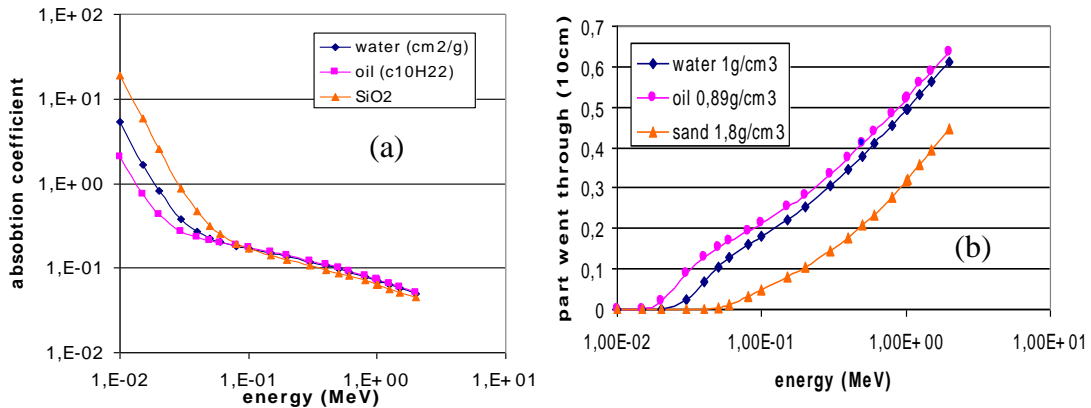 1,E+02
1,E+01
1,E+00
1,E-01
1,E-02
absobtion coefficient
water (cm2/g)
oil (c10H22)
SiO2
(a)
1,E-02 1,E-01 1,E+00 1,E+01
energy (MeV)
0,7
0,6
0,5
0,4
0,3
0,2
0,1
0
part went through (10cm)
water 1g/cm3
oil 0,89g/cm3
sand 1,8g/cm3
(b)
1,00E-02 1,00E-01 1,00E+00 1,00E+01
energy (MeV)